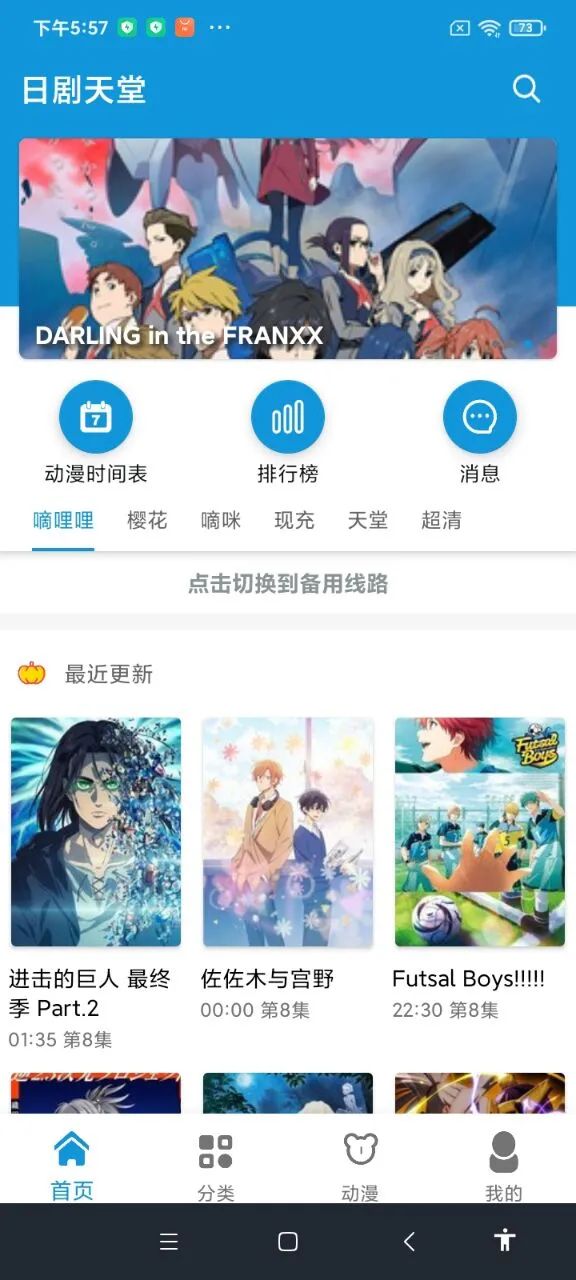 下午5:57
73
日剧天堂
DARLING in the FRANXX
7
动漫时间表
排行榜
消息
嘀哩哩
樱花
嘀咪
现充
天堂
超清
点击切换到备用线路
最近更新
Futsal
Boys
5
进击的巨人 最终
季 Part.2
01:35 第8集
佐佐木与宫野
00:00 第8集
Futsal Boys!!!!!
22:30 第8集
首页
分类
动漫
我的